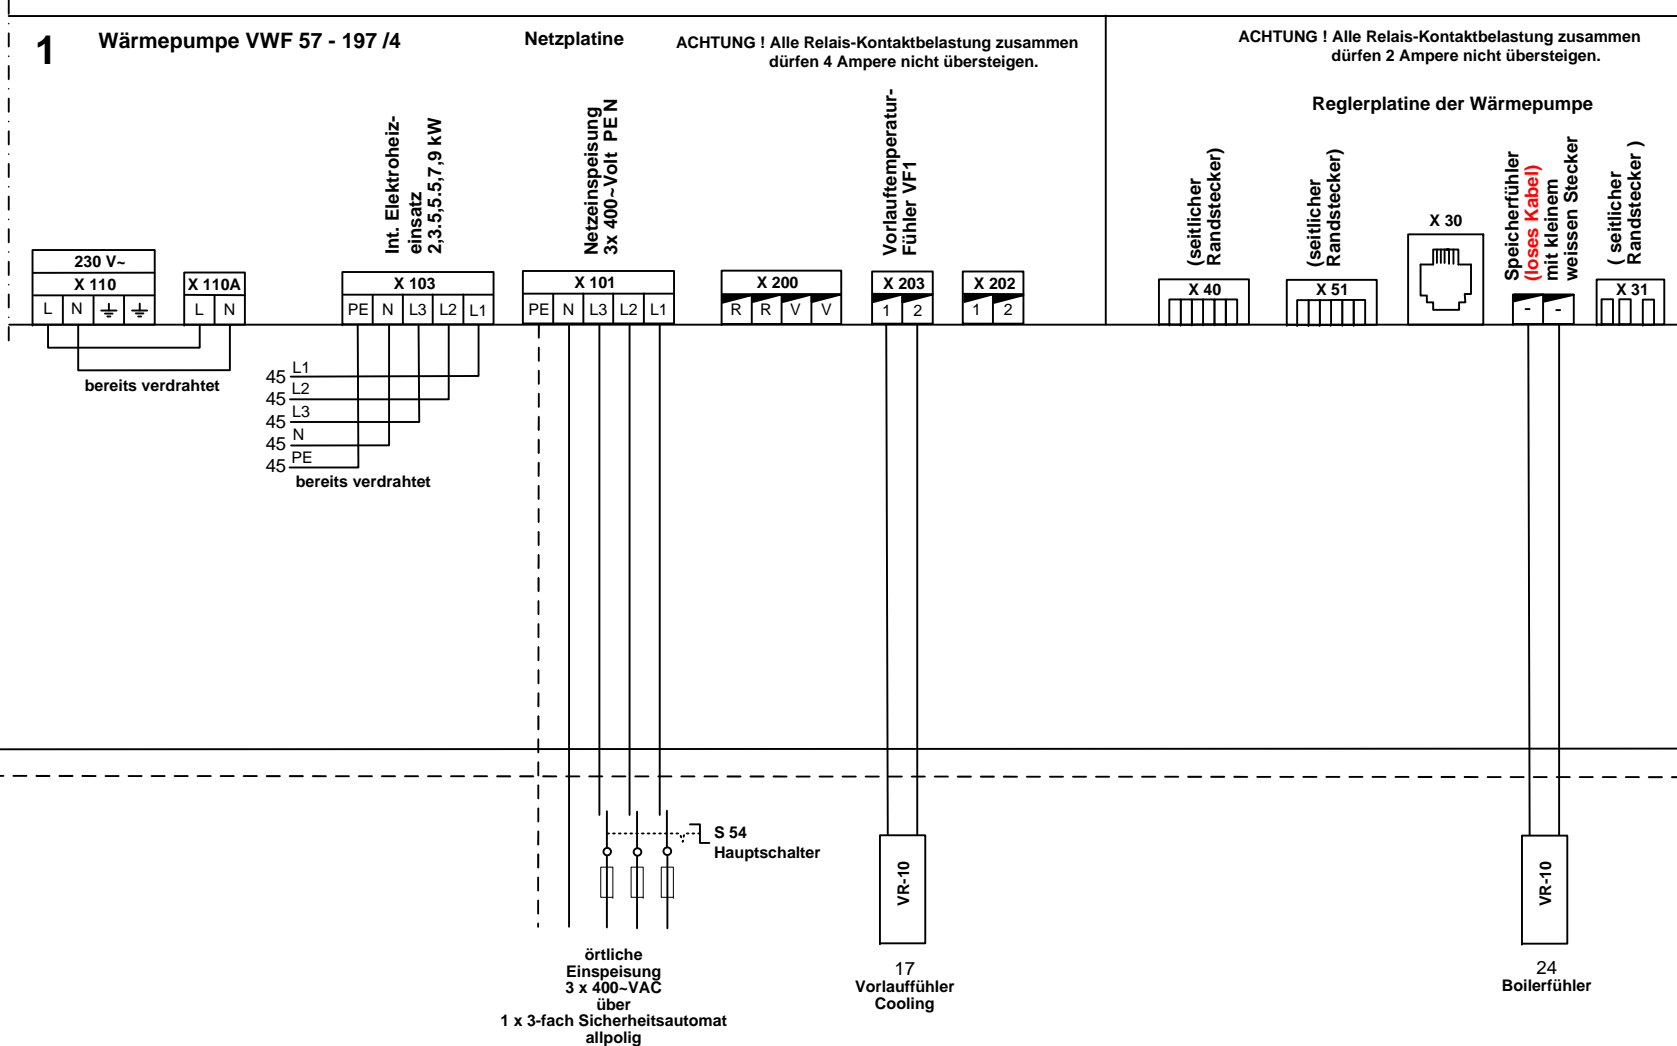 1
Wärmepumpe VWF 57 - 197 /4
Netzplatine
ACHTUNG ! Alle Relais-Kontaktbelastung zusammen
dürfen 4 Ampere nicht übersteigen.
ACHTUNG ! Alle Relais-Kontaktbelastung zusammen
dürfen 2 Ampere nicht übersteigen.
Reglerplatine der Wärmepumpe
Int. Elektroheiz-
einsatz
2,3.5,5.5,7,9 kW
Netzeinspeisung
3x 400~Volt PE N
Vorlauftemperatur-
Fühler VF1
(seitlicher
Randstecker)
(seitlicher
Randstecker)
X 30
Speicherfühler
(loses Kabel)
mit kleinem
weissen Stecker
( seitlicher
Randstecker )
230 V~
X 110
L N
X 110A
L N
X 103
PE N L3 L2 L1
X 101
PE N L3 L2 L1
X 200
R R V V
X 203
1 2
X 202
1 2
X 40
X 51
- -
X 31
bereits verdrahtet
45 L1
45 L2
45 L3
45 N
45 PE
bereits verdrahtet
S 54
Hauptschalter
VR-10
VR-10
örtliche
Einspeisung
3 x 400~VAC
über
1 x 3-fach Sicherheitsautomat
allpolig
17
Vorlauffühler
Cooling
24
Boilerfühler